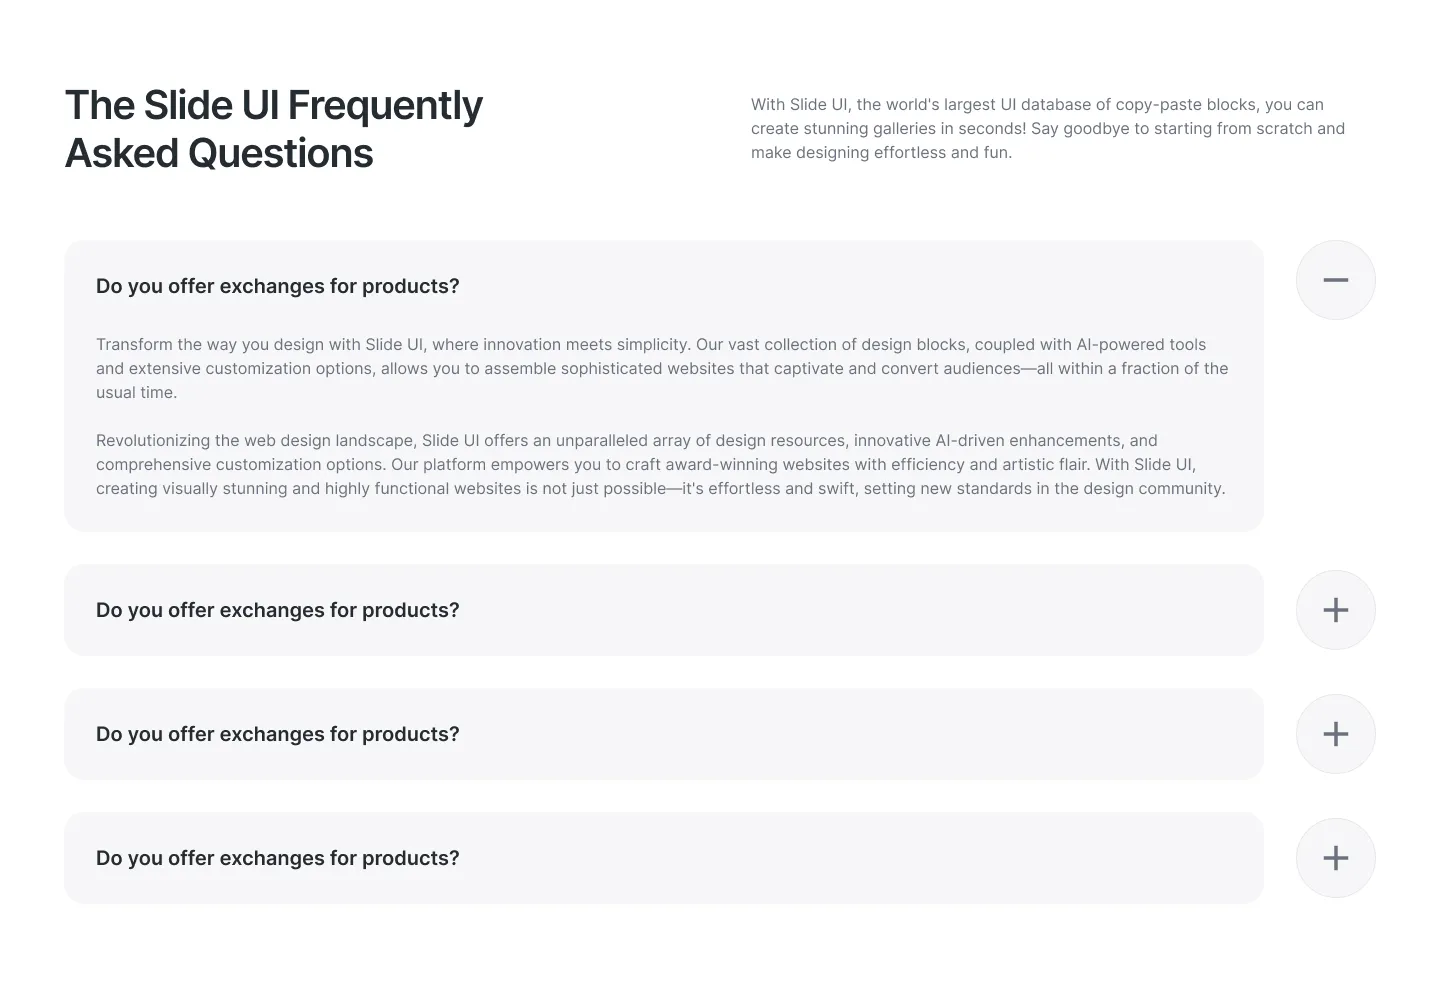 The Slide UI Frequently
Asked Questions
With Slide UI, the world's largest UI database of copy-paste blocks, you can
create stunning galleries in seconds! Say goodbye to starting from scratch and
make designing effortless and fun.
Do you offer exchanges for products?
Transform the way you design with Slide UI, where innovation meets simplicity. Our vast collection of design blocks, coupled with AI-powered tools
and extensive customization options, allows you to assemble sophisticated websites that captivate and convert audiences—all within a fraction of the
usual time.
Revolutionizing the web design landscape, Slide UI offers an unparalleled array of design resources, innovative AI-driven enhancements, and
comprehensive customization options. Our platform empowers you to craft award-winning websites with efficiency and artistic flair. With Slide UI,
creating visually stunning and highly functional websites is not just possible—it's effortless and swift, setting new standards in the design community.
Do you offer exchanges for products?
Do you offer exchanges for products?
Do you offer exchanges for products?